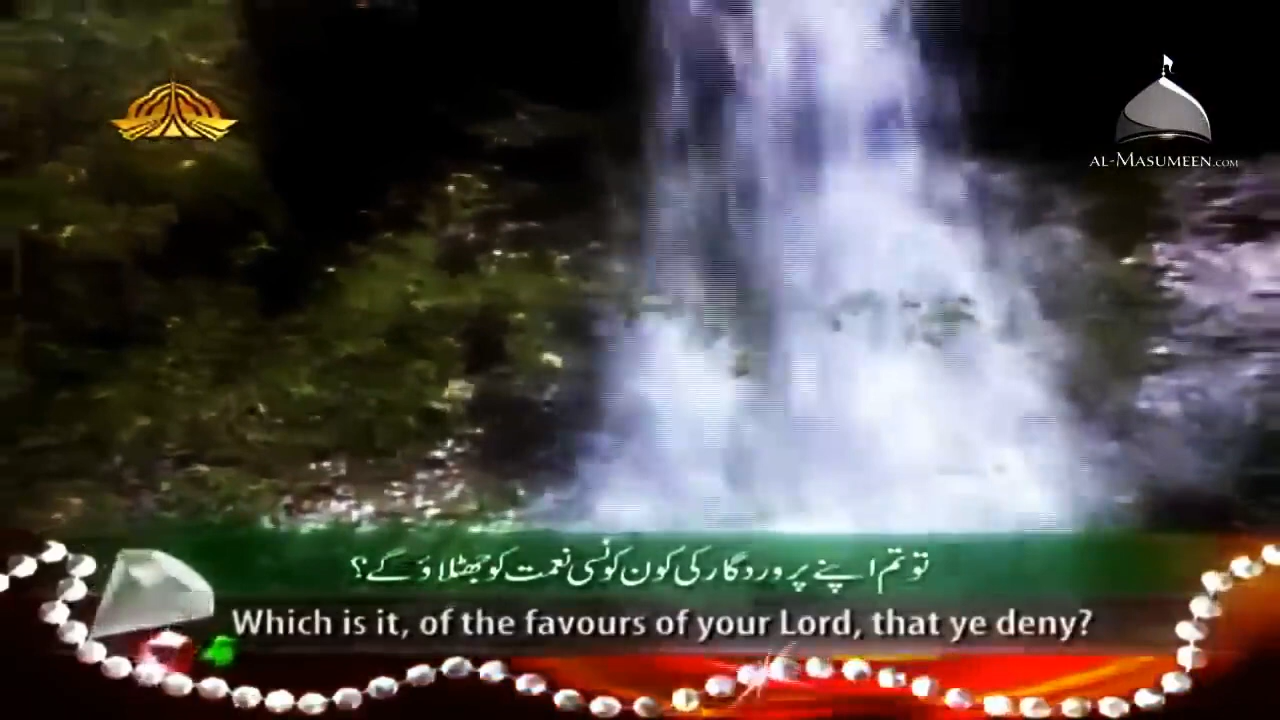 AL-MASUMEEN.COM
تو تم اپنے پروردگار کی کون کونسی نعمت کو جھٹلاؤ گے؟
Which is it, of the favours of your Lord, that ye deny?